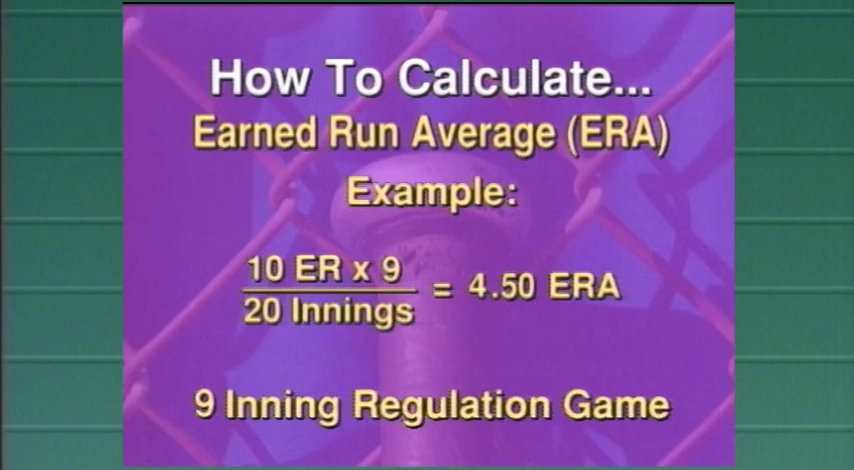 How To Calculate...
Earned Run Average (ERA)
Example:
10 ER x 9
20 Innings
= 4.50 ERA
9 Inning Regulation Game